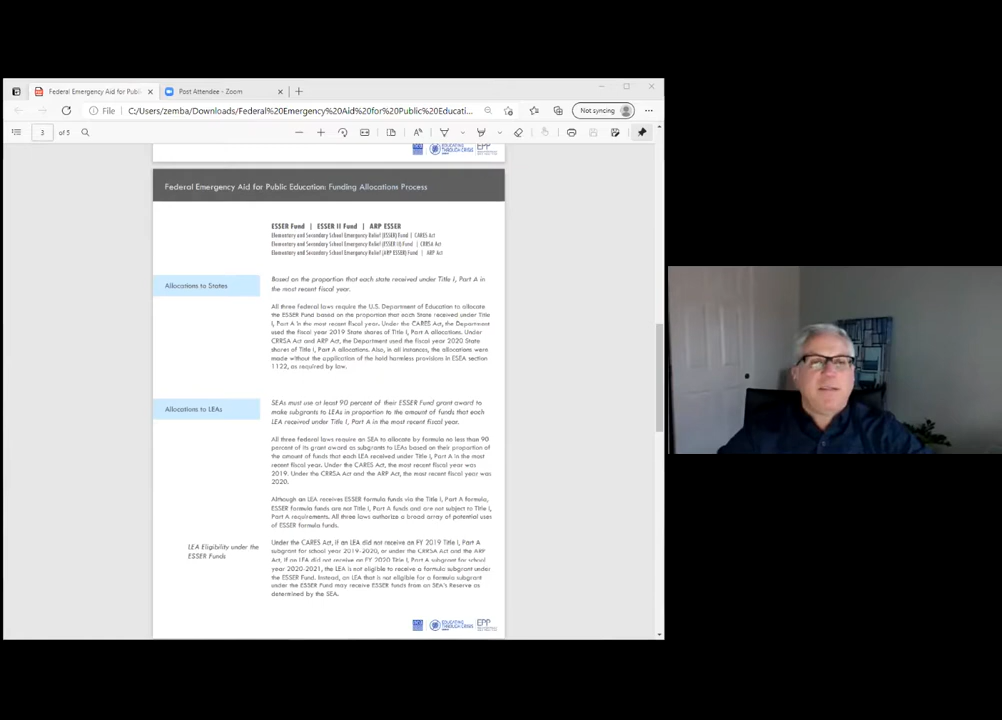 Federal Emergency Aid for Public
Post Attendee - Zoom
File
C:/Users/zemba/Downloads/Federal%20Emergency%20Aid%20for%20Public%20Educati...
Not syncing
3 of 5
EDUCATING THROUGH CRISIS EPP
Federal Emergency Aid for Public Education: Funding Allocations Process
ESSER Fund | ESSER II Fund | ARP ESSER
Elementary and Secondary School Emergency Relief (ESSER) Fund | CARES Act
Elementary and Secondary School Emergency Relief (ESSER II) Fund | CRRSA Act
Elementary and Secondary School Emergency Relief (ARP ESSER) Fund | ARP Act
Allocations to States
Based on the proportion that each state received under Title I, Part A in
the most recent fiscal year.
All three federal laws require the U.S. Department of Education to allocate
the ESSER Fund based on the proportion that each State received under Title
I, Part A in the most recent fiscal year. Under the CARES Act, the Department
used the fiscal year 2019 State shares of Title I, Part A allocations. Under
CRRSA Act and ARP Act, the Department used the fiscal year 2020 State
shares of Title I, Part A allocations. Also, in all instances, the allocations were
made without the application of the hold harmless provisions in ESEA section
1122, as required by law.
Allocations to LEAs
SEAs must use at least 90 percent of their ESSER Fund grant award to
make subgrants to LEAs in proportion to the amount of funds that each
LEA received under Title I, Part A in the most recent fiscal year.
All three federal laws require an SEA to allocate by formula no less than 90
percent of its grant award as subgrants to LEAs based on their proportion of
the amount of funds that each LEA received under Title I, Part A in the most
recent fiscal year. Under the CARES Act, the most recent fiscal year was
2019. Under the CRRSA Act and the ARP Act, the most recent fiscal year was
2020.
Although an LEA receives ESSER formula funds via the Title I, Part A formula,
ESSER formula funds are not Title I, Part A funds and are not subject to Title I,
Part A requirements. All three laws authorize a broad array of potential uses
of ESSER formula funds.
LEA Eligibility under the
ESSER Funds
Under the CARES Act, if an LEA did not receive an FY 2019 Title I, Part A
subgrant for school year 2019-2020, or under the CRRSA Act and the ARP
Act, if an LEA did not receive an FY 2020 Title I, Part A subgrant for school
year 2020-2021, the LEA is not eligible to receive a formula subgrant under
the ESSER Fund. Instead, an LEA that is not eligible for a formula subgrant
under the ESSER Fund may receive ESSER funds from an SEA's Reserve as
determined by the SEA.
EDUCATING THROUGH CRISIS EPP